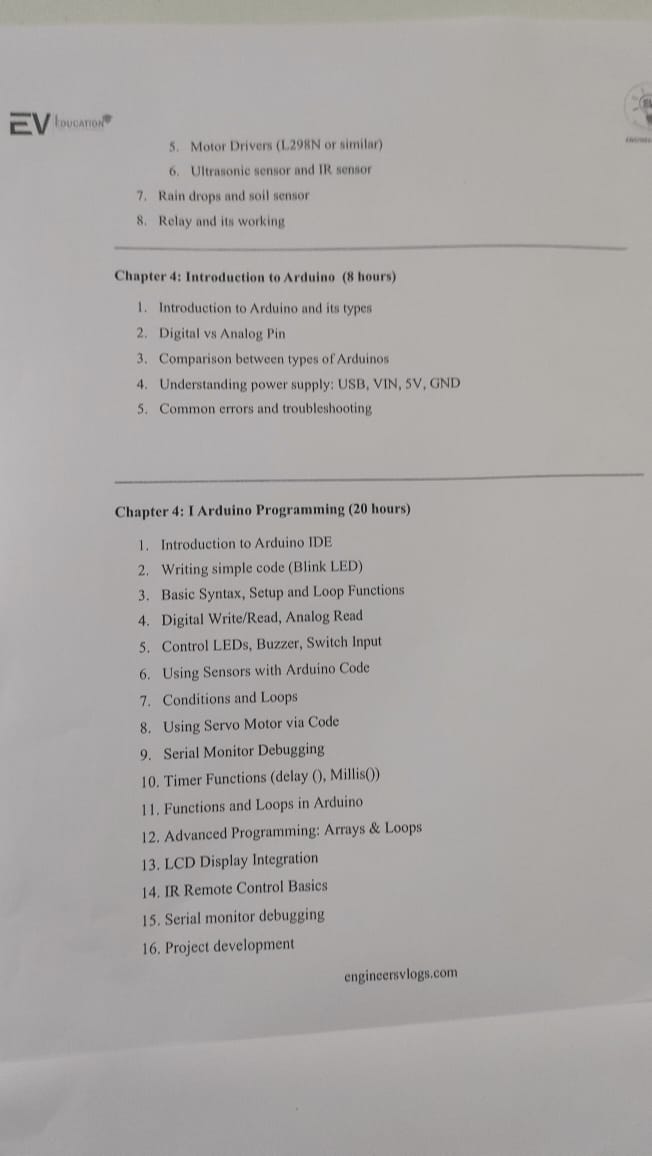 EV EDUCATION
5. Motor Drivers (L298N or similar)
6. Ultrasonic sensor and IR sensor
7. Rain drops and soil sensor
8. Relay and its working
Chapter 4: Introduction to Arduino (8 hours)
1. Introduction to Arduino and its types
2. Digital vs Analog Pin
3. Comparison between types of Arduinos
4. Understanding power supply: USB, VIN, 5V, GND
5. Common errors and troubleshooting
Chapter 4: I Arduino Programming (20 hours)
1. Introduction to Arduino IDE
2. Writing simple code (Blink LED)
3. Basic Syntax, Setup and Loop Functions
4. Digital Write/Read, Analog Read
5. Control LEDs, Buzzer, Switch Input
6. Using Sensors with Arduino Code
7. Conditions and Loops
8. Using Servo Motor via Code
9. Serial Monitor Debugging
10. Timer Functions (delay (), Millis())
11. Functions and Loops in Arduino
12. Advanced Programming: Arrays & Loops
13. LCD Display Integration
14. IR Remote Control Basics
15. Serial monitor debugging
16. Project development
engineersvlogs.com